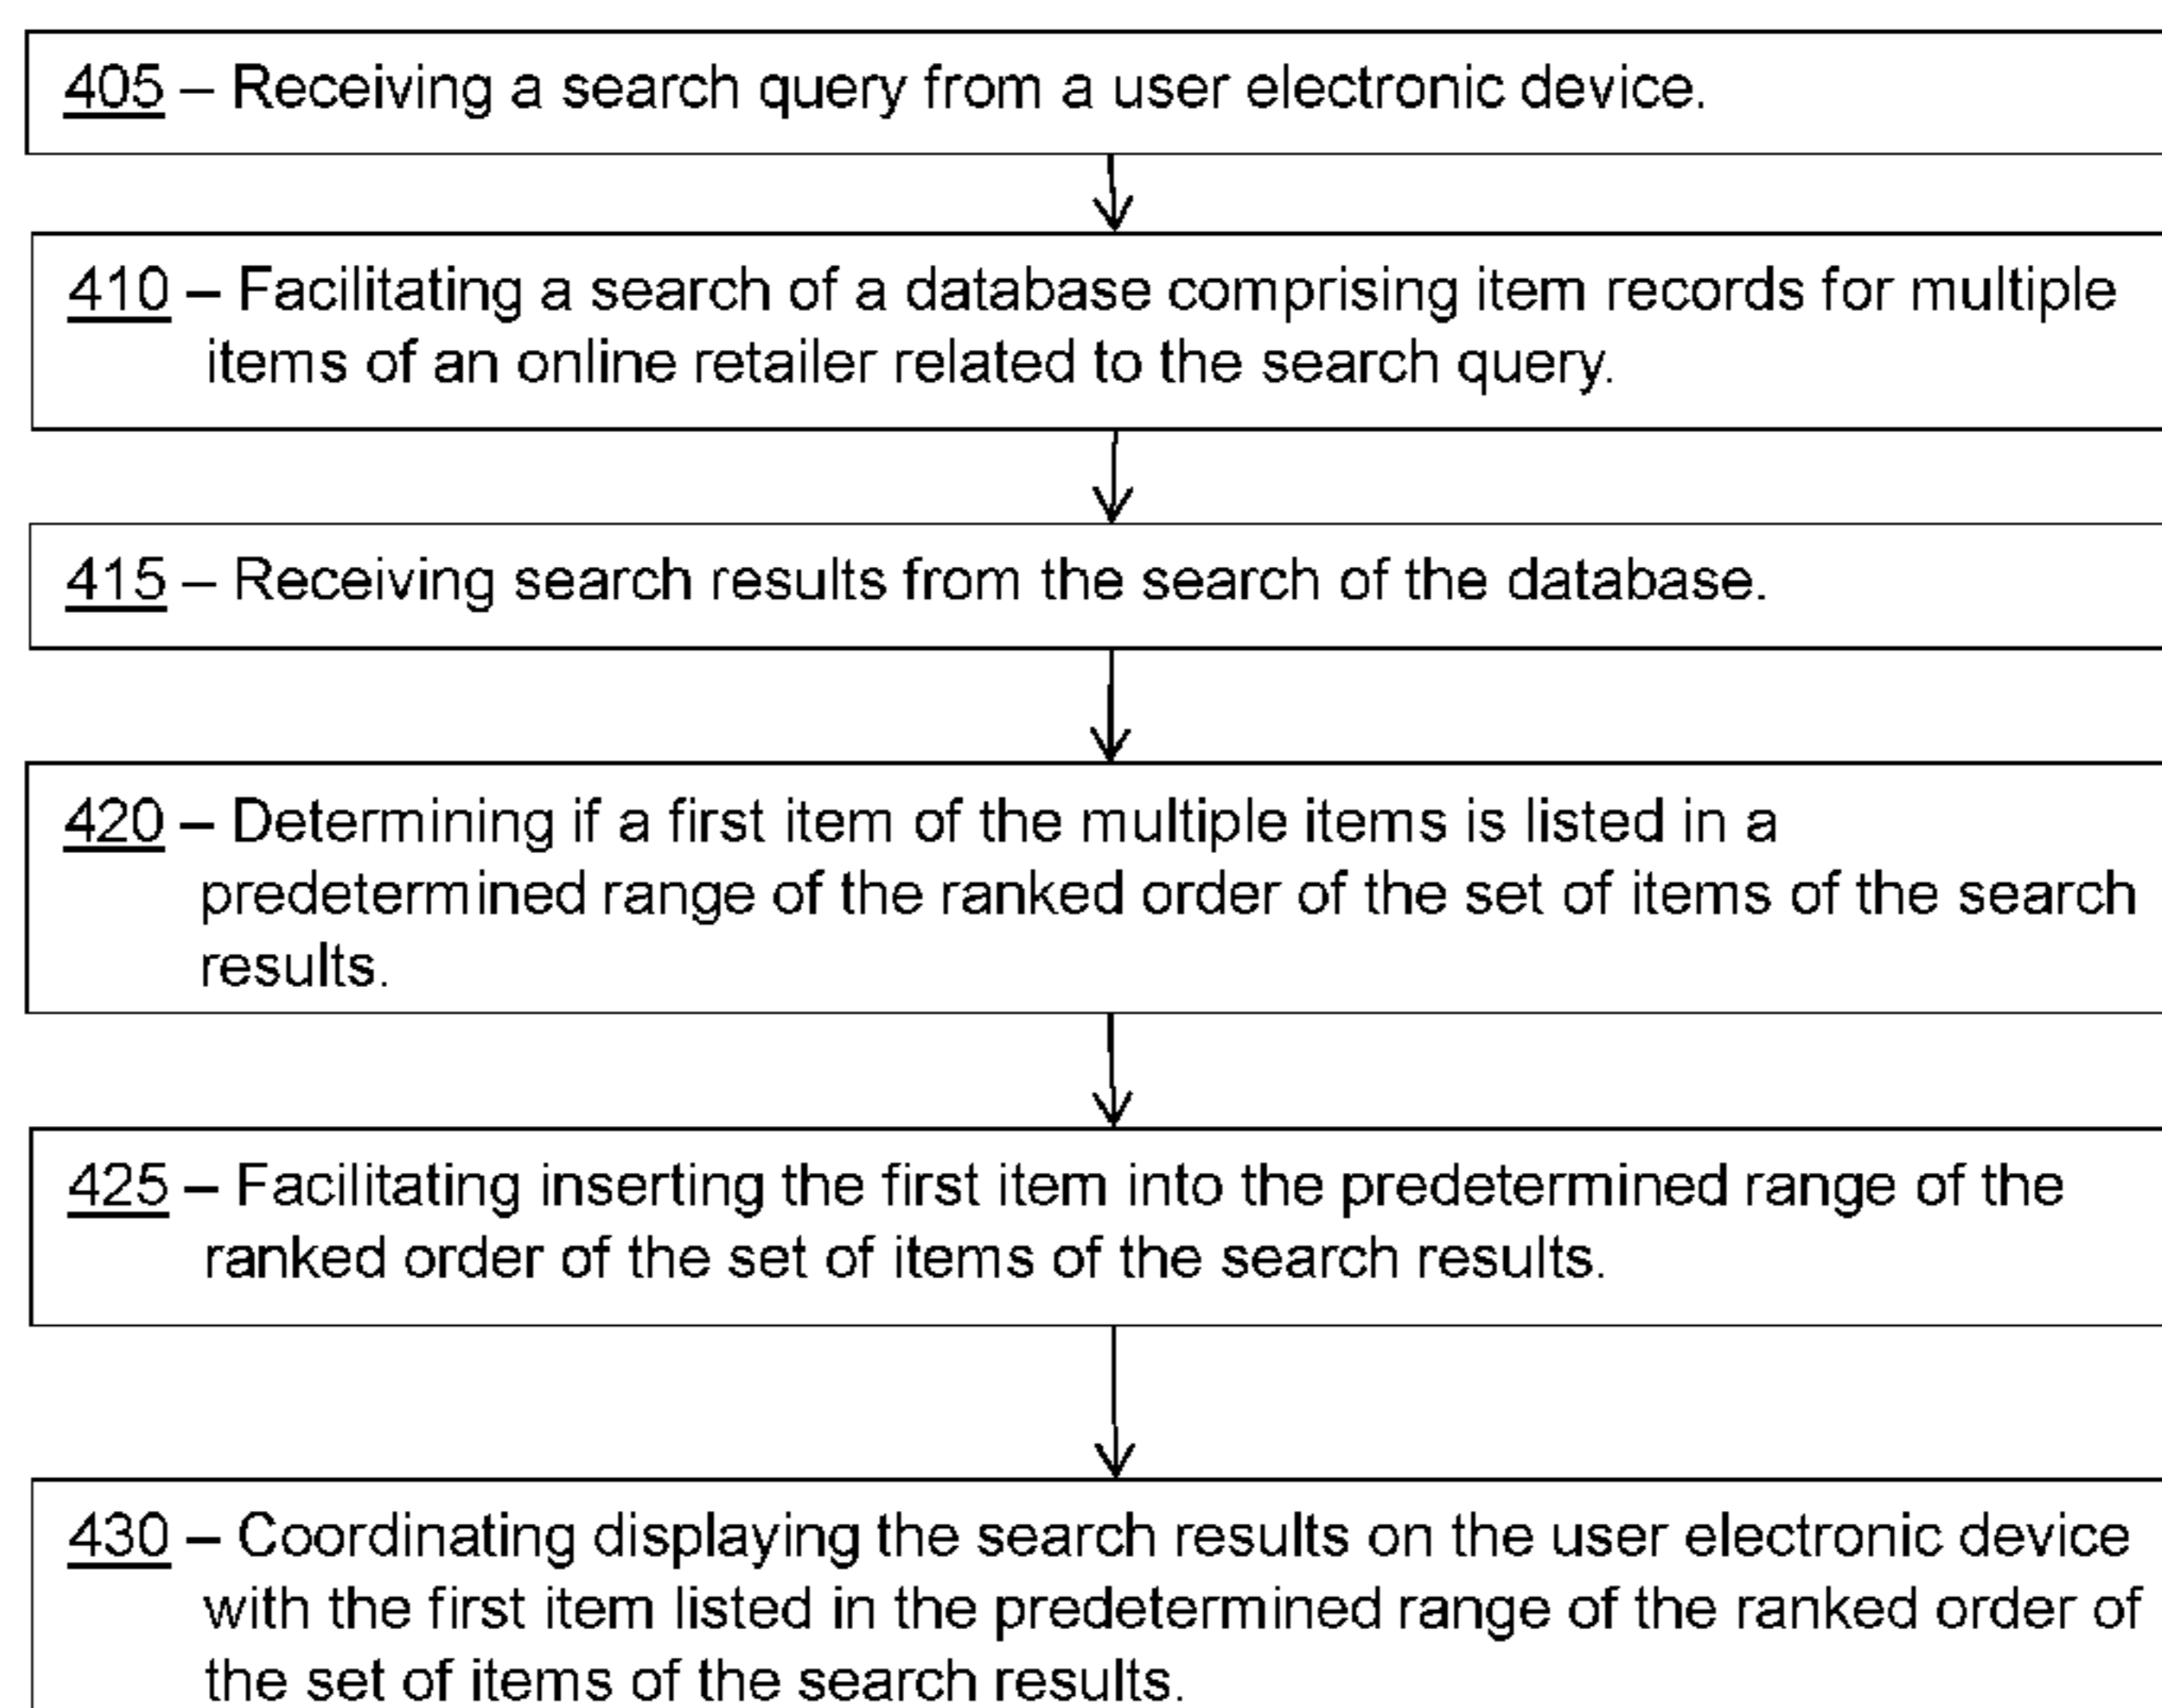 405 – Receiving a search query from a user electronic device.
410 – Facilitating a search of a database comprising item records for multiple
items of an online retailer related to the search query.
415 – Receiving search results from the search of the database.
420 – Determining if a first item of the multiple items is listed in a
predetermined range of the ranked order of the set of items of the search
results.
425 – Facilitating inserting the first item into the predetermined range of the
ranked order of the set of items of the search results.
430 – Coordinating displaying the search results on the user electronic device
with the first item listed in the predetermined range of the ranked order of
the set of items of the search results.